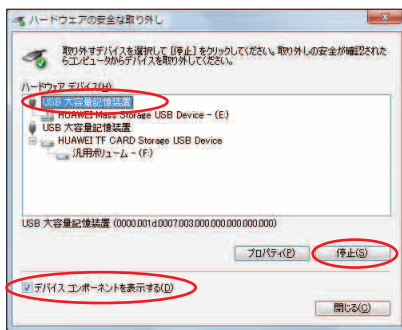 ハードウェアの安全な取り外し
取り外すデバイスを選択して [停止] をクリックしてください。取り外しの安全が確認された
らコンピュータからデバイスを取り外してください。
ハードウェア デバイス(H)
USB 大容量記憶装置
HUAWEI Mass Storage USB Device - (E:)
USB 大容量記憶装置
HUAWEI TF CARD Storage USB Device
汎用ボリューム - (F:)
USB 大容量記憶装置 (0000.001d.0007.003.000.000.000.000.000)
プロパティ(P)
停止(S)
デバイス コンポーネントを表示する(D)
閉じる(C)